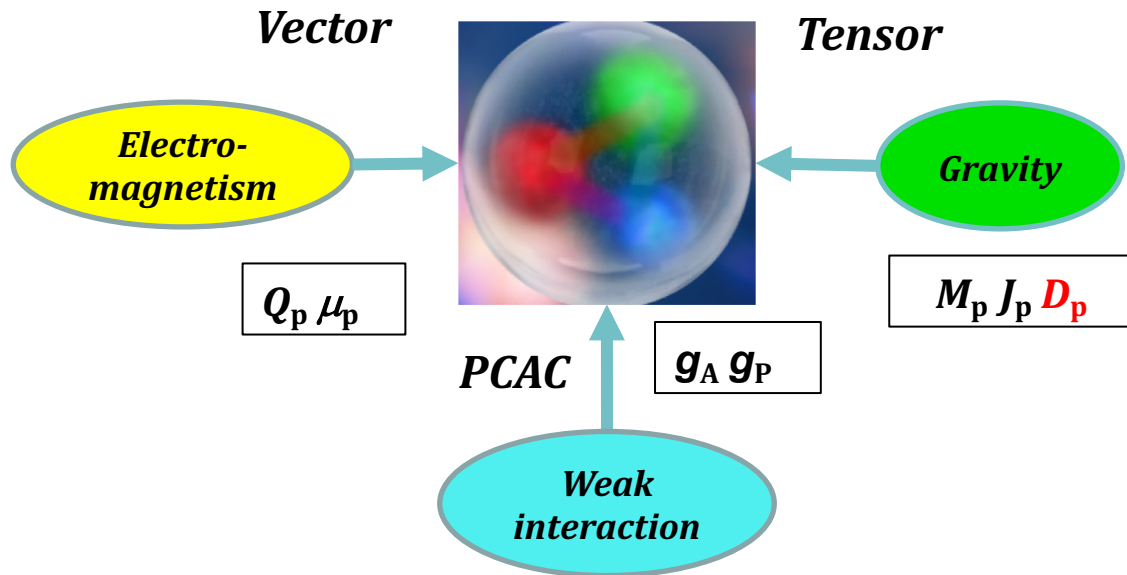 Vector
Tensor
Electro-
magnetism
Gravity
Qp μp
Mp Jp Dp
PCAC
gA gP
Weak
interaction